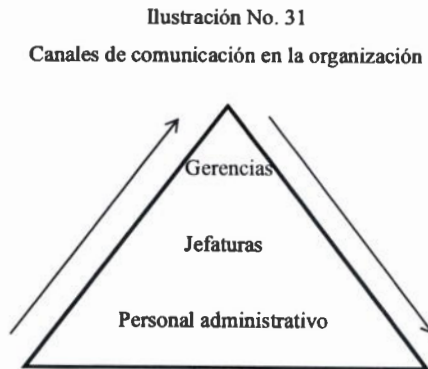 Ilustración No. 31
Canales de comunicación en la organización
Gerencias
Jefaturas
Personal administrativo